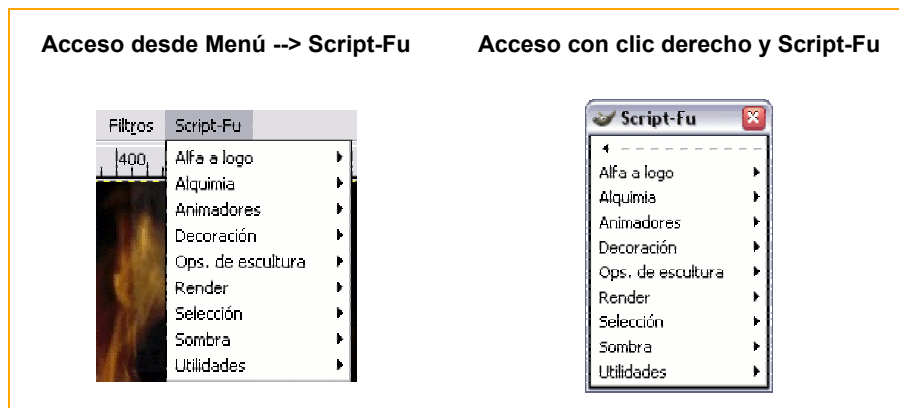 Acceso desde Menú --> Script-Fu
Acceso con clic derecho y Script-Fu
Filtros Script-Fu
400
Alfa a logo
Alquimia
Animadores
Decoración
Ops. de escultura
Render
Selección
Sombra
Utilidades
Script-Fu
Alfa a logo
Alquimia
Animadores
Decoración
Ops. de escultura
Render
Selección
Sombra
Utilidades